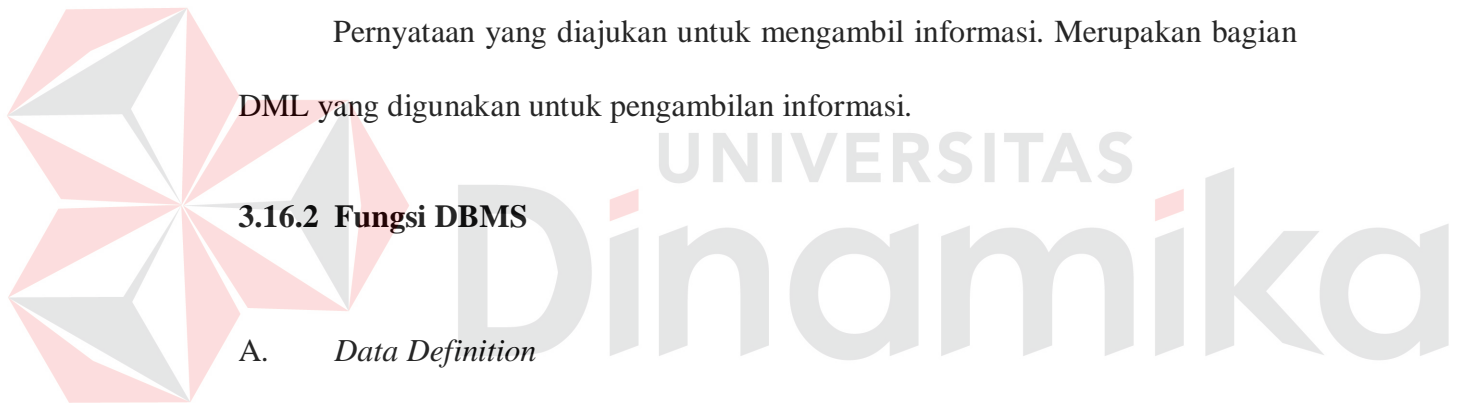 Pernyataan yang diajukan untuk mengambil informasi. Merupakan bagian
DML yang digunakan untuk pengambilan informasi.
UNIVERSITAS
Dinamika
3.16.2 Fungsi DBMS
A. Data Definition